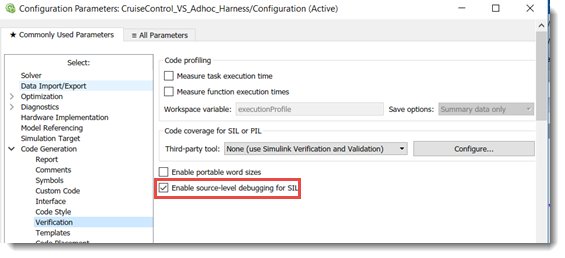 Configuration Parameters: CruiseControl_VS_Adhoc_Harness/Configuration (Active)
★ Commonly Used Parameters
≡ All Parameters
Select:
Solver
Data Import/Export
Optimization
Diagnostics
Hardware Implementation
Model Referencing
Simulation Target
Code Generation
Report
Comments
Symbols
Custom Code
Interface
Code Style
Verification
Templates
Code Placement
Code profiling
Measure task execution time
Measure function execution times
Workspace variable: executionProfile Save options: Summary data only
Code coverage for SIL or PIL
Third-party tool: None (use Simulink Verification and Validation) Configure...
Enable portable word sizes
Enable source-level debugging for SIL